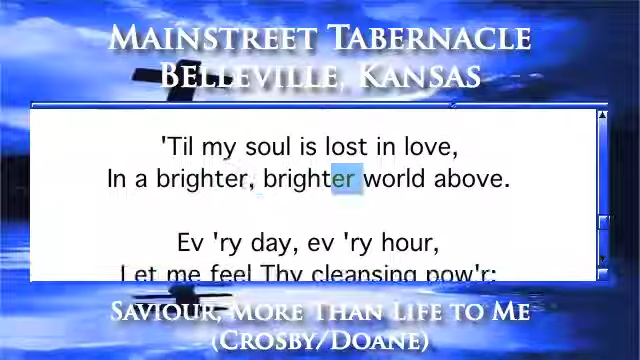 MAINSTREET TABERNACLE
BELLEVILLE, KANSAS
'Til my soul is lost in love,
In a brighter, brighter world above.
Ev 'ry day, ev 'ry hour,
Let me feel Thy cleansing pow'r;
SAVIOUR, MORE THAN LIFE TO ME
(CROSBY/DOANE)